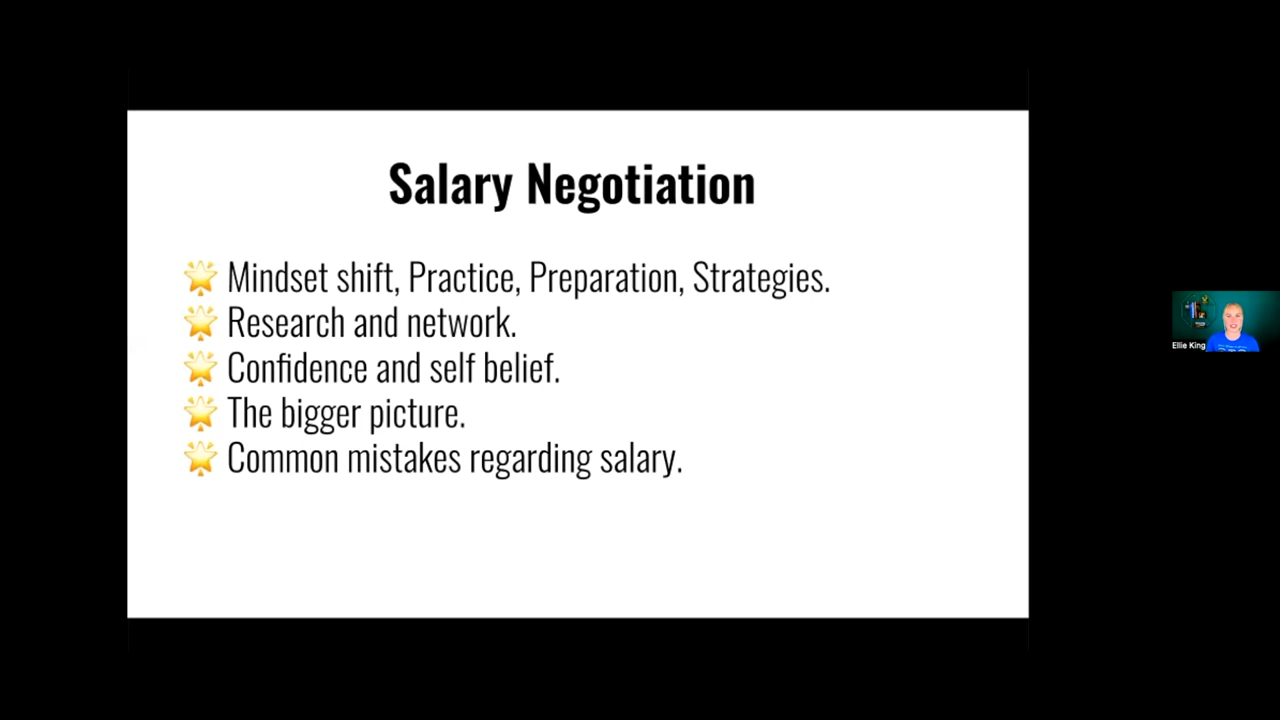 Salary Negotiation
🌟 Mindset shift, Practice, Preparation, Strategies.
🌟 Research and network.
🌟 Confidence and self belief.
🌟 The bigger picture.
🌟 Common mistakes regarding salary.
Ellie King